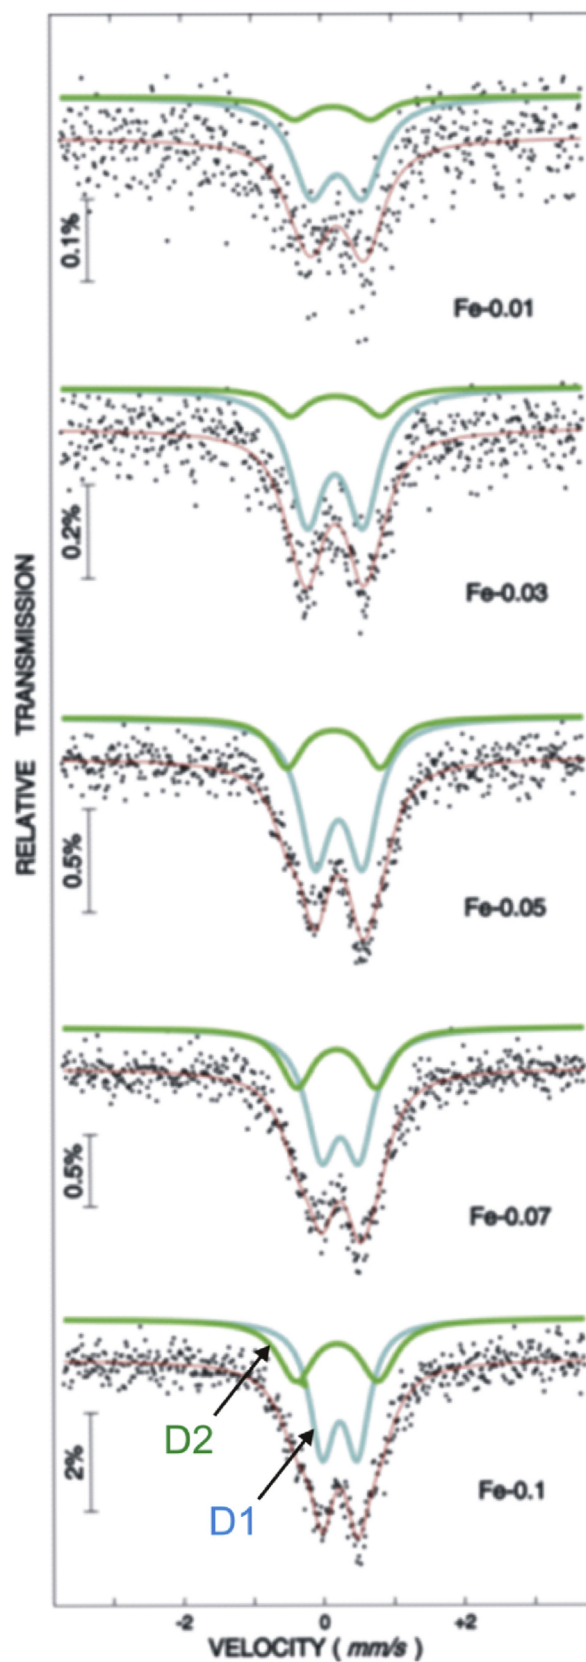 0.1%
Fe-0.01
0.2%
Fe-0.03
RELATIVE TRANSMISSION
0.5%
Fe-0.05
0.5%
Fe-0.07
D2
2%
Fe-0.1
D1
-2 0 +2
VELOCITY ( mm/s )